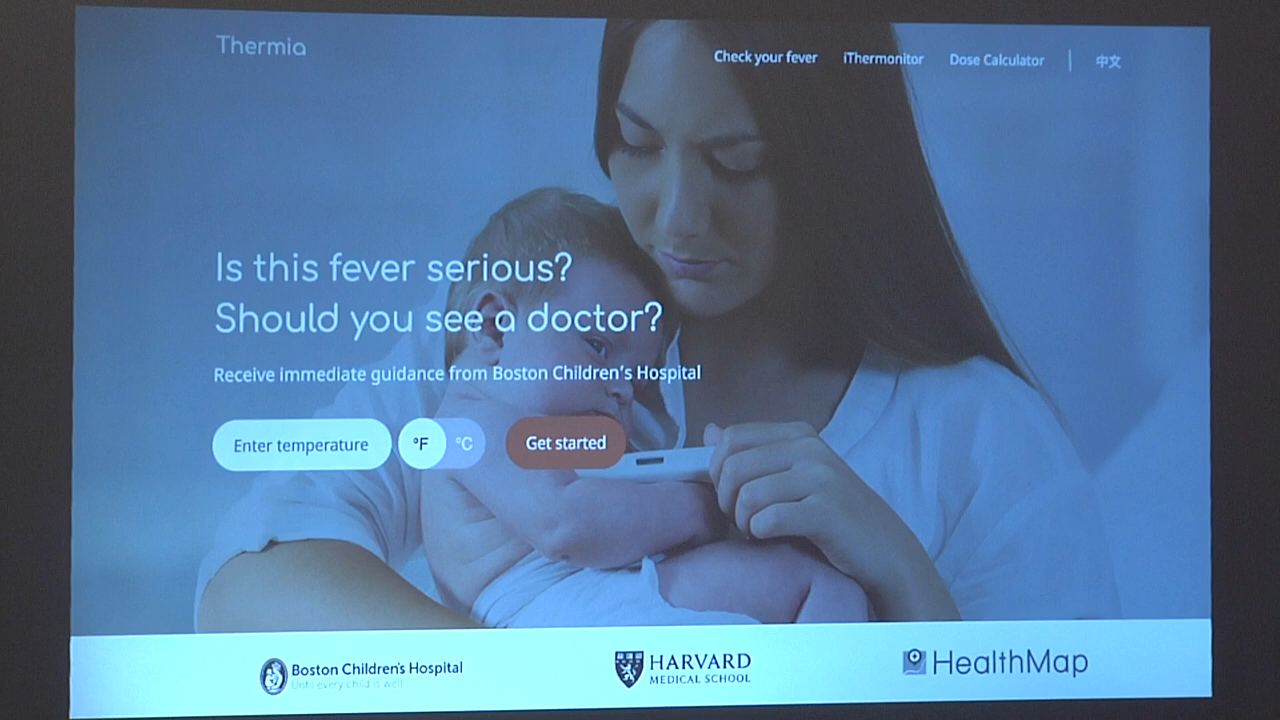 Thermia
Check your fever
iThermonitor
Dose Calculator
中文
Is this fever serious?
Should you see a doctor?
Receive immediate guidance from Boston Children's Hospital
Enter temperature
°F
°C
Get started
Boston Children's Hospital
Until every child is well
HARVARD
MEDICAL SCHOOL
HealthMap